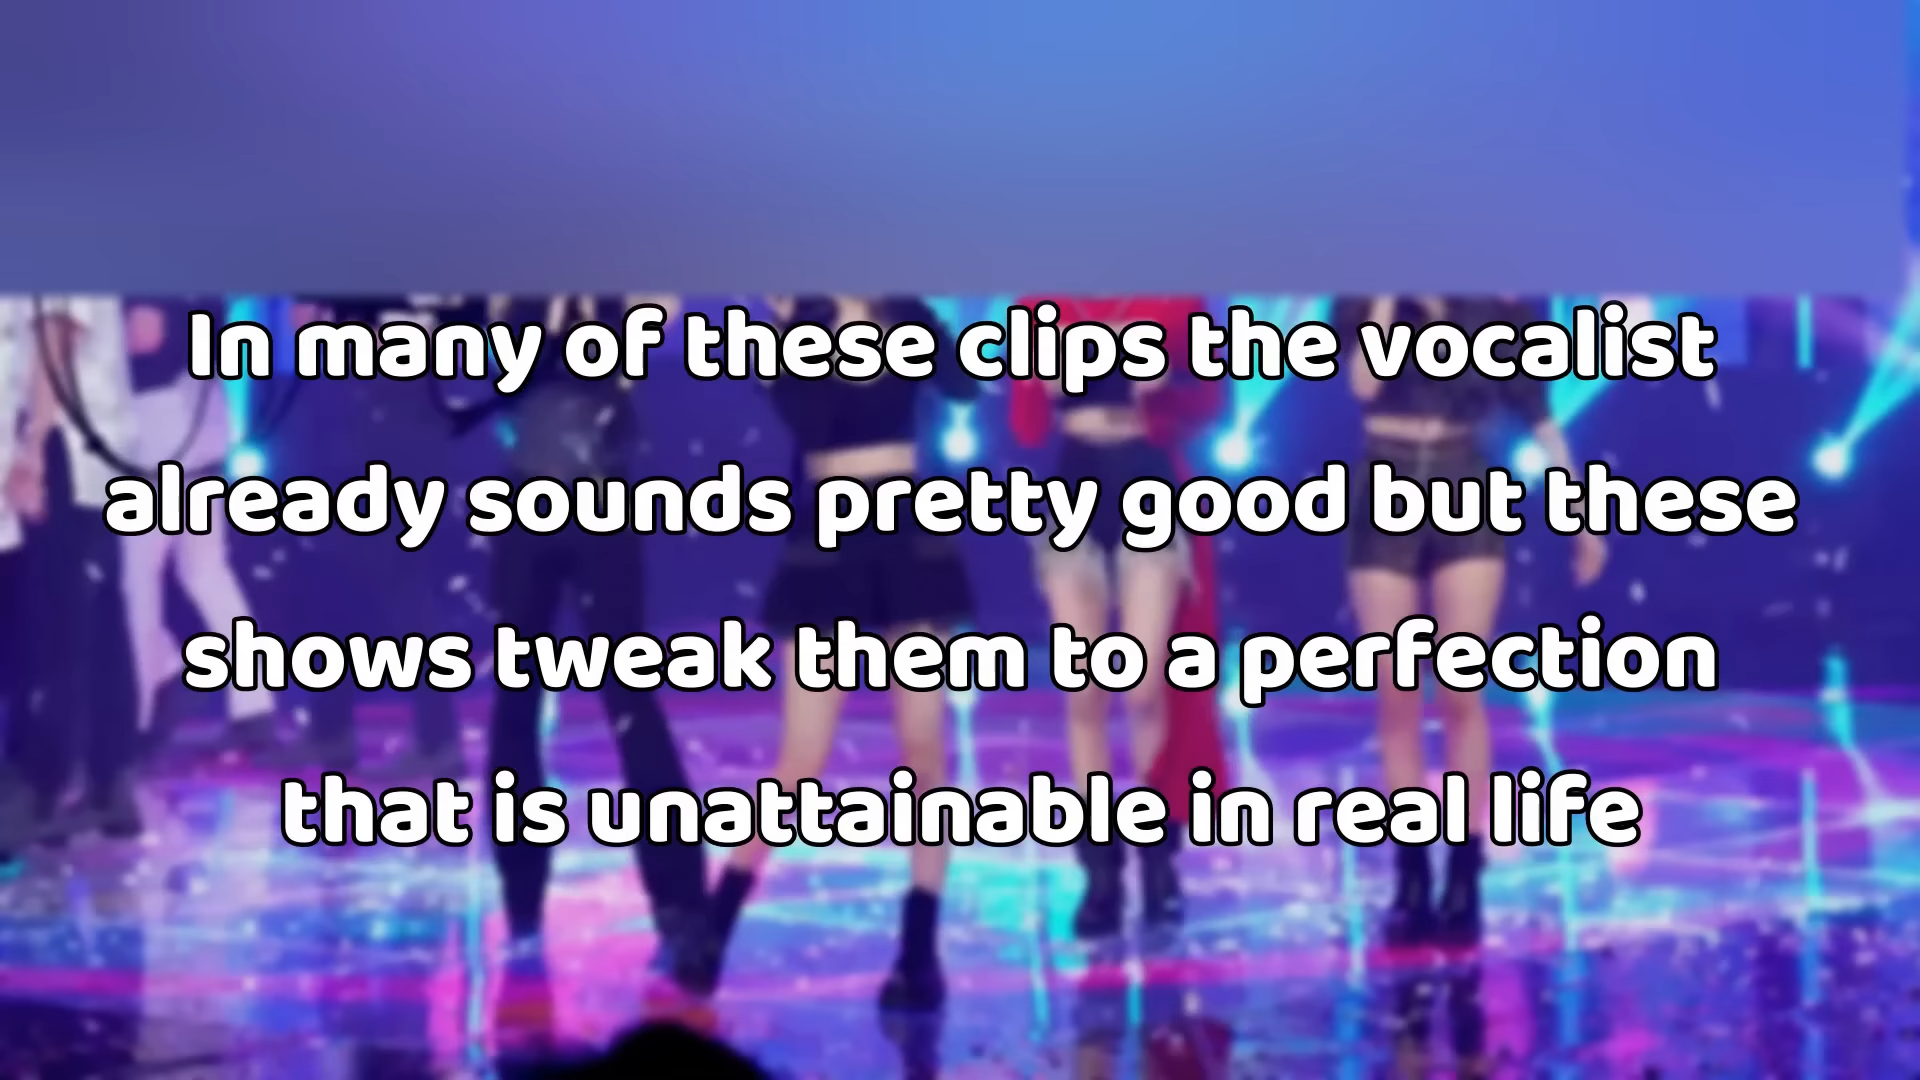 In many of these clips the vocalist
already sounds pretty good but these
shows tweak them to a perfection
that is unattainable in real life